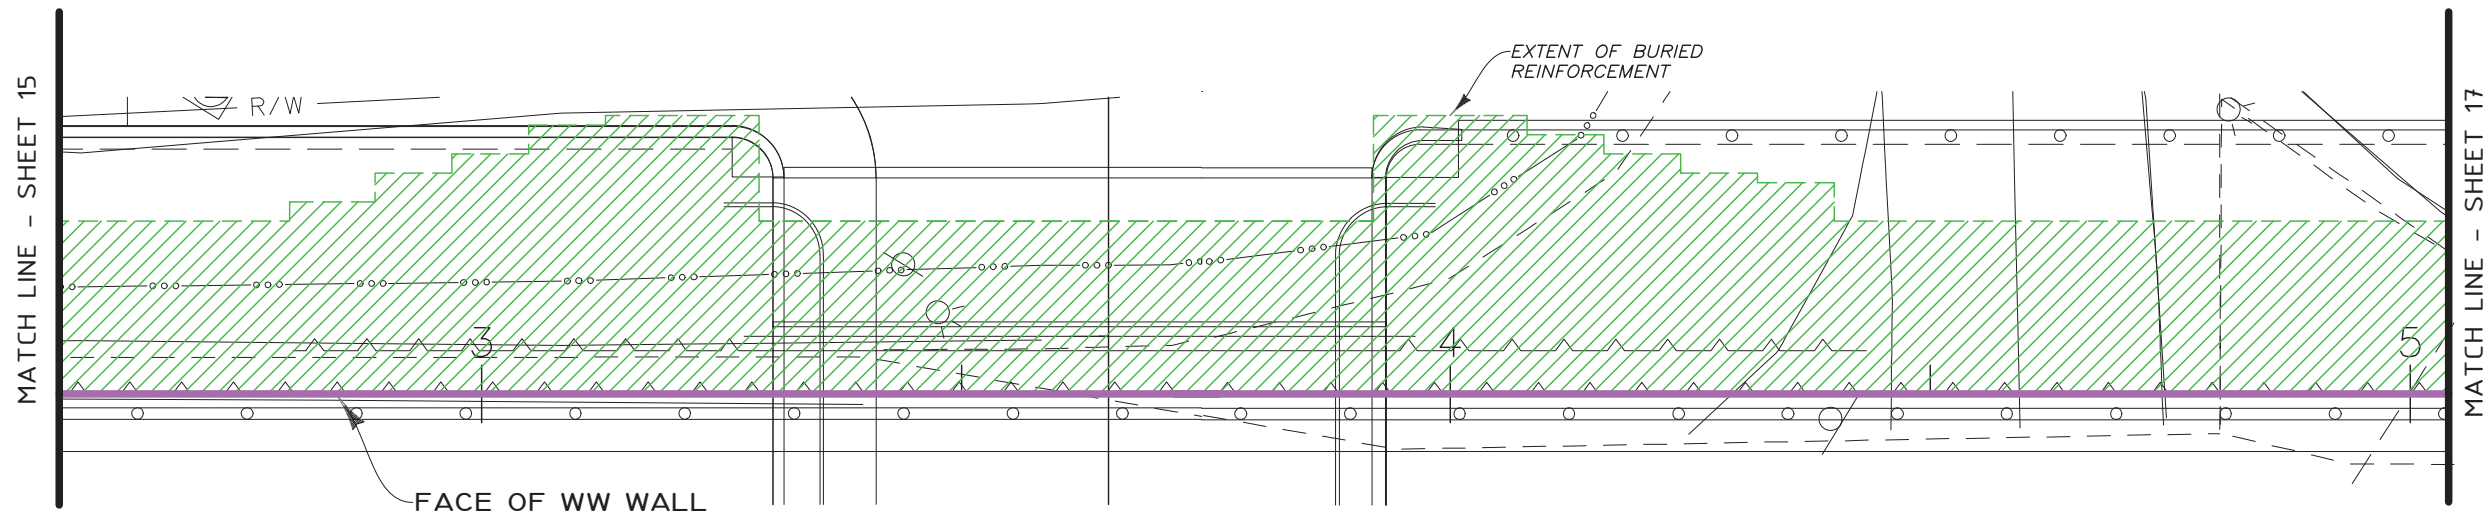 EXTENT OF BURIED
REINFORCEMENT
MATCH LINE - SHEET 15
R/W
MATCH LINE - SHEET 17
3
4
5
FACE OF WW WALL